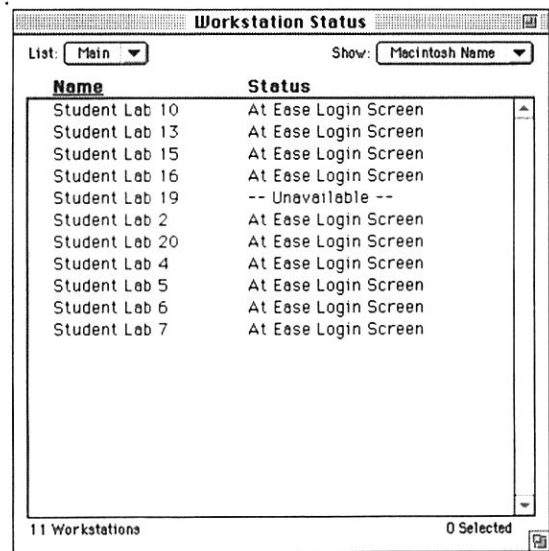 Workstation Status
List: Main Show: Macintosh Name
Name Status
Student Lab 10 At Ease Login Screen
Student Lab 13 At Ease Login Screen
Student Lab 15 At Ease Login Screen
Student Lab 16 At Ease Login Screen
Student Lab 19 -- Unavailable --
Student Lab 2 At Ease Login Screen
Student Lab 20 At Ease Login Screen
Student Lab 4 At Ease Login Screen
Student Lab 5 At Ease Login Screen
Student Lab 6 At Ease Login Screen
Student Lab 7 At Ease Login Screen
11 Workstations 0 Selected